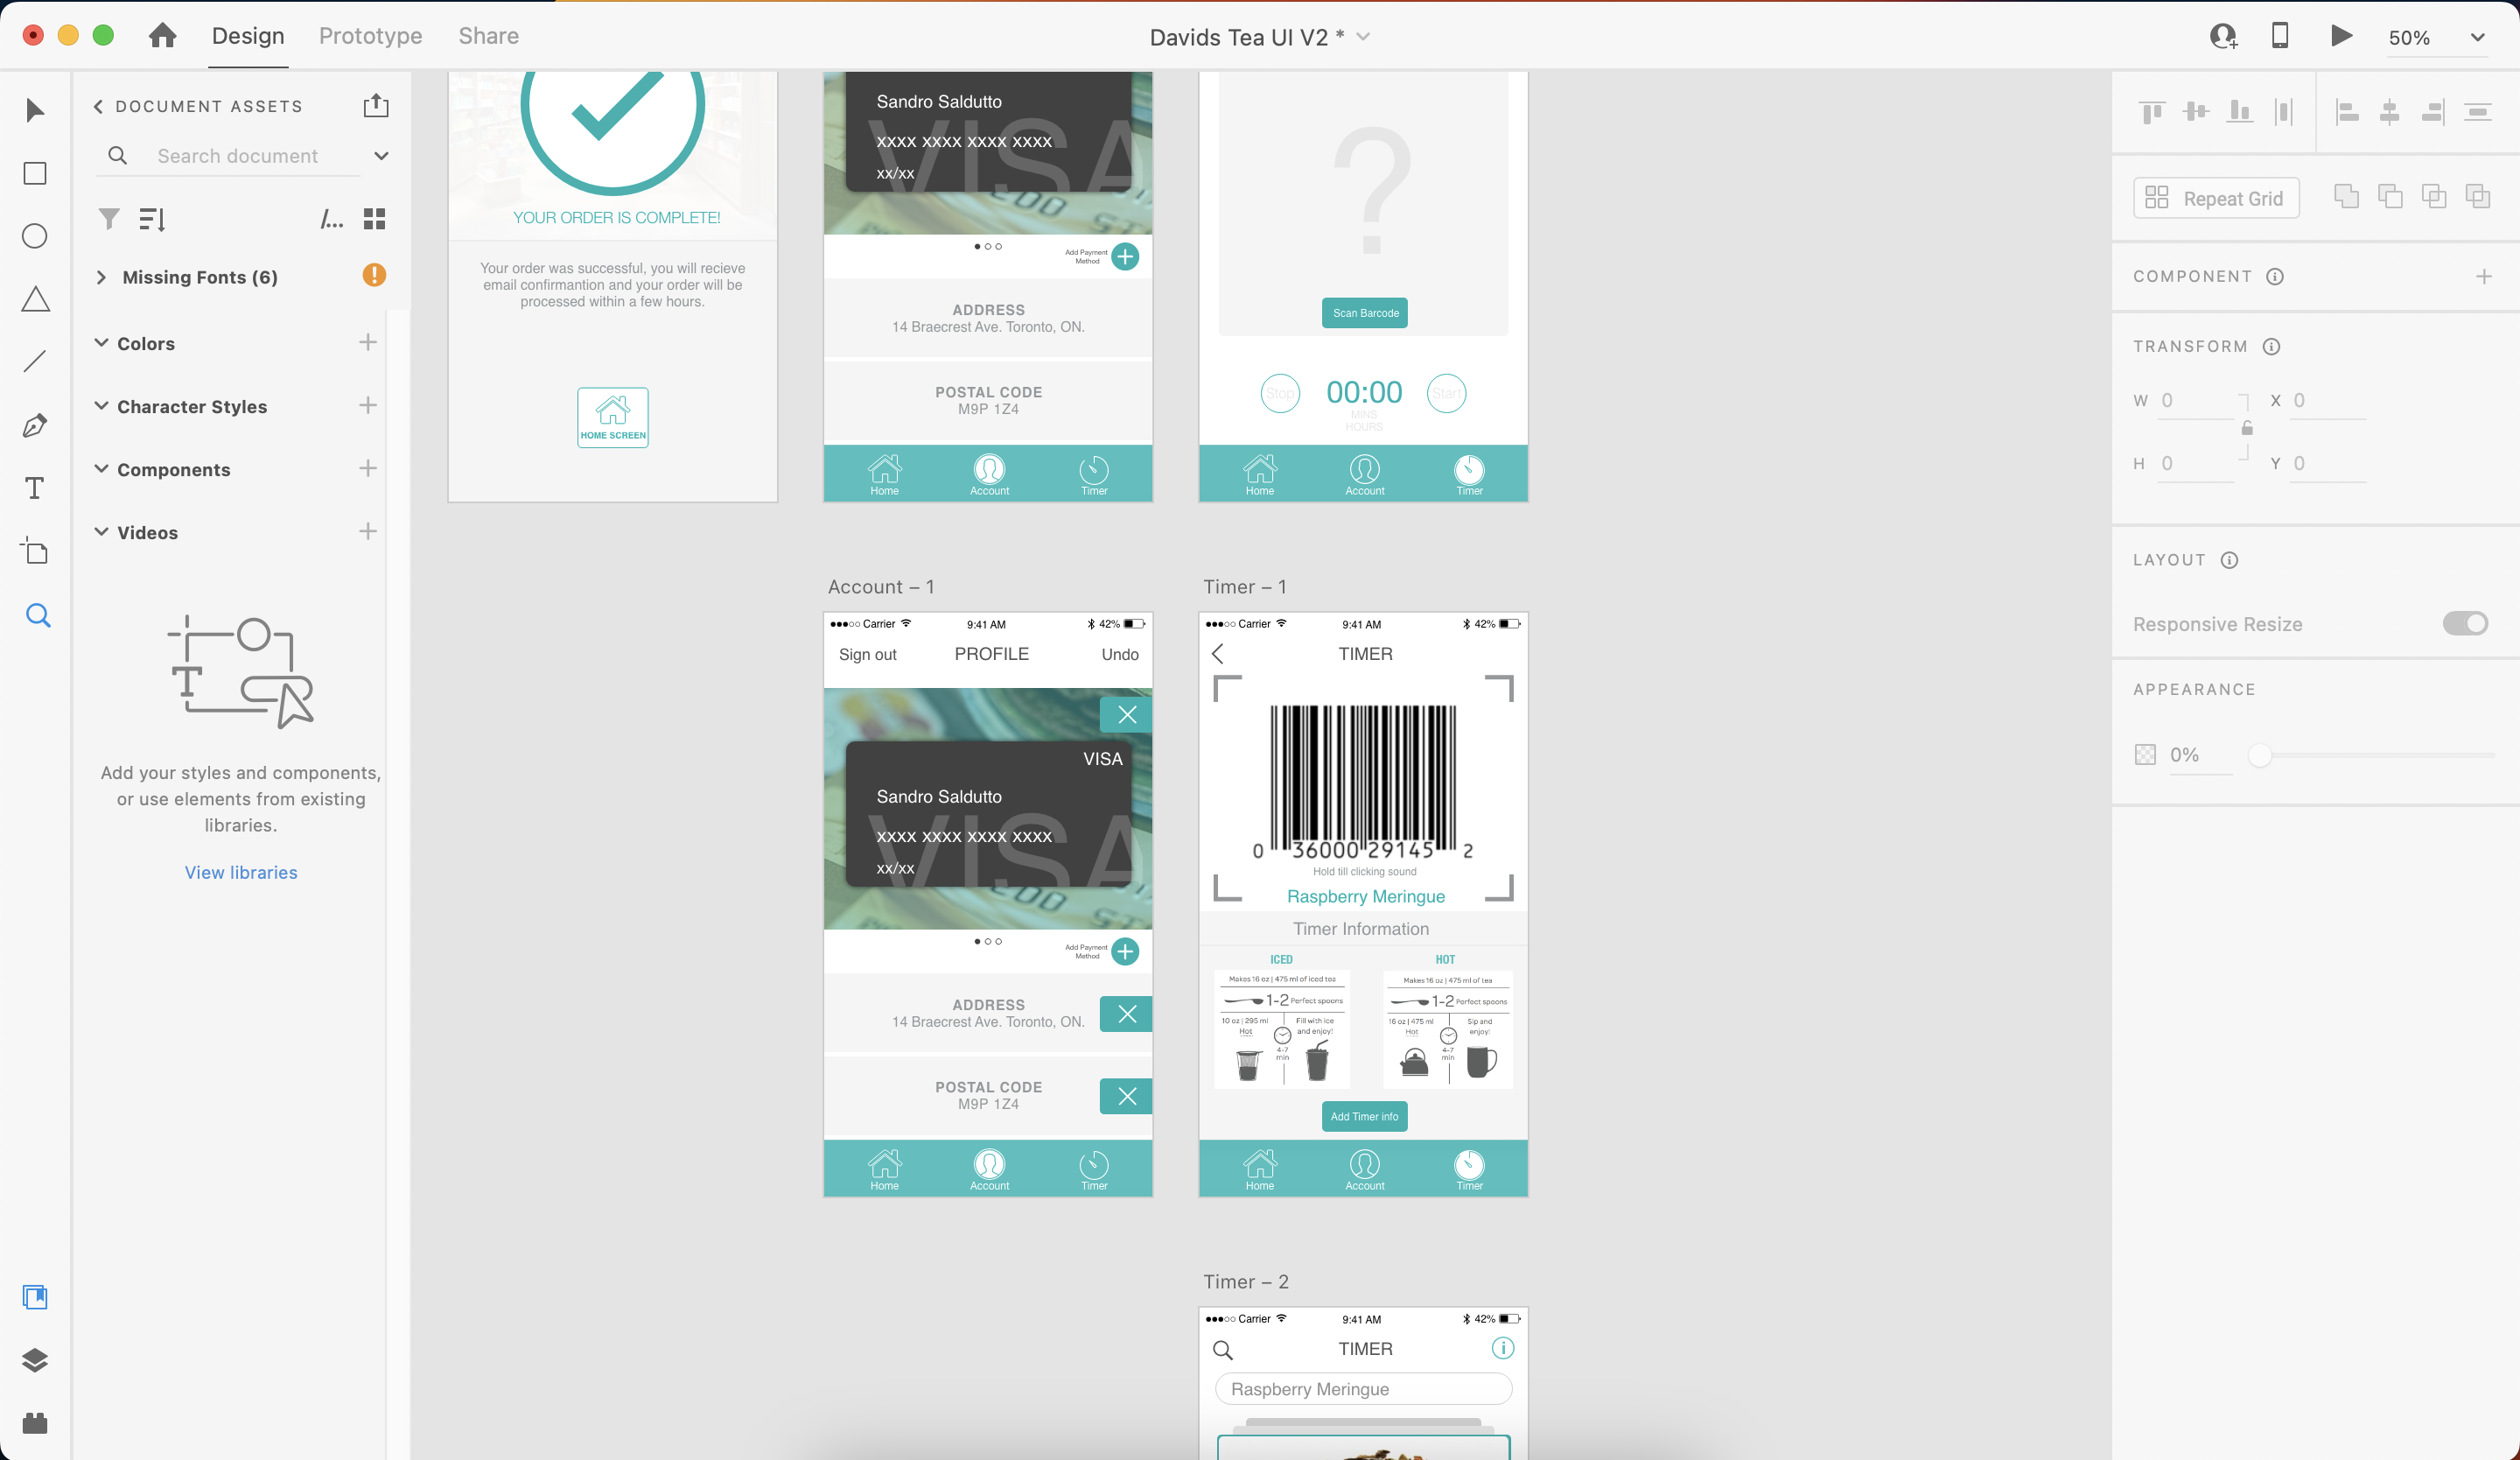 Design
Prototype
Share
Davids Tea UI V2 *
50%
DOCUMENT ASSETS
Search document
/...
Missing Fonts (6)
Colors
Character Styles
Components
Videos
Add your styles and components,
or use elements from existing
libraries.
View libraries
YOUR ORDER IS COMPLETE!
Your order was successful, you will recieve
email confirmantion and your order will be
processed within a few hours.
HOME SCREEN
VISA
Sandro Saldutto
xxxx xxxx xxxx xxxx
xx/xx
Add Payment
Method
ADDRESS
14 Braecrest Ave. Toronto, ON.
POSTAL CODE
M9P 1Z4
Home
Account
Timer
?
Scan Barcode
Stop
00:00
Start
MINS
HOURS
Home
Account
Timer
Account – 1
Carrier
9:41 AM
42%
Sign out
PROFILE
Undo
VISA
Sandro Saldutto
VISA
xxxx xxxx xxxx xxxx
xx/xx
Add Payment
Method
ADDRESS
14 Braecrest Ave. Toronto, ON.
POSTAL CODE
M9P 1Z4
Home
Account
Timer
Timer – 1
Carrier
9:41 AM
42%
TIMER
0 36000 29145 2
Hold till clicking sound
Raspberry Meringue
Timer Information
ICED
Makes 16 oz | 475 ml of iced tea
1-2 Perfect spoons
10 oz | 295 ml
Hot
Fill with ice
and enjoy!
4-7
min
HOT
Makes 16 oz | 475 ml of tea
1-2 Perfect spoons
16 oz | 475 ml
Hot
Sip and
enjoy!
4-7
min
Add Timer info
Home
Account
Timer
Timer – 2
Carrier
9:41 AM
42%
TIMER
Raspberry Meringue
Repeat Grid
COMPONENT
TRANSFORM
W 0
X 0
H 0
Y 0
LAYOUT
Responsive Resize
APPEARANCE
0%